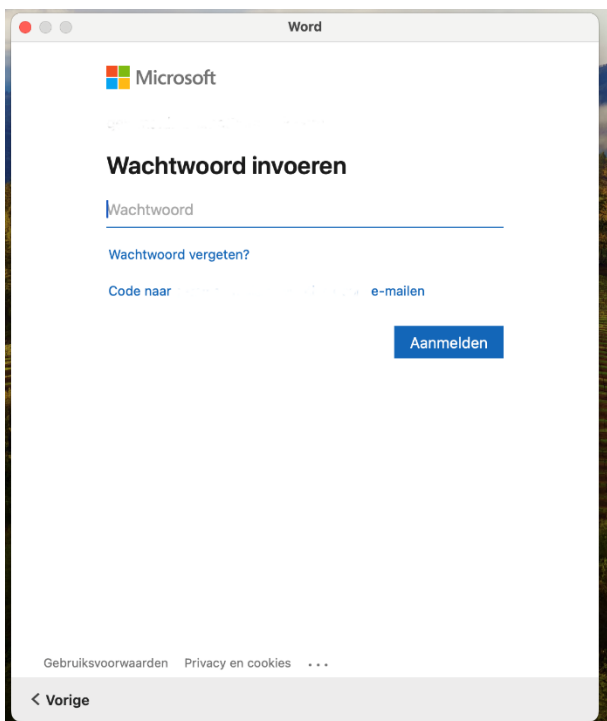 Word
Microsoft
Wachtwoord invoeren
Wachtwoord
Wachtwoord vergeten?
Code naar e-mailen
Aanmelden
Gebruiksvoorwaarden Privacy en cookies ...
< Vorige